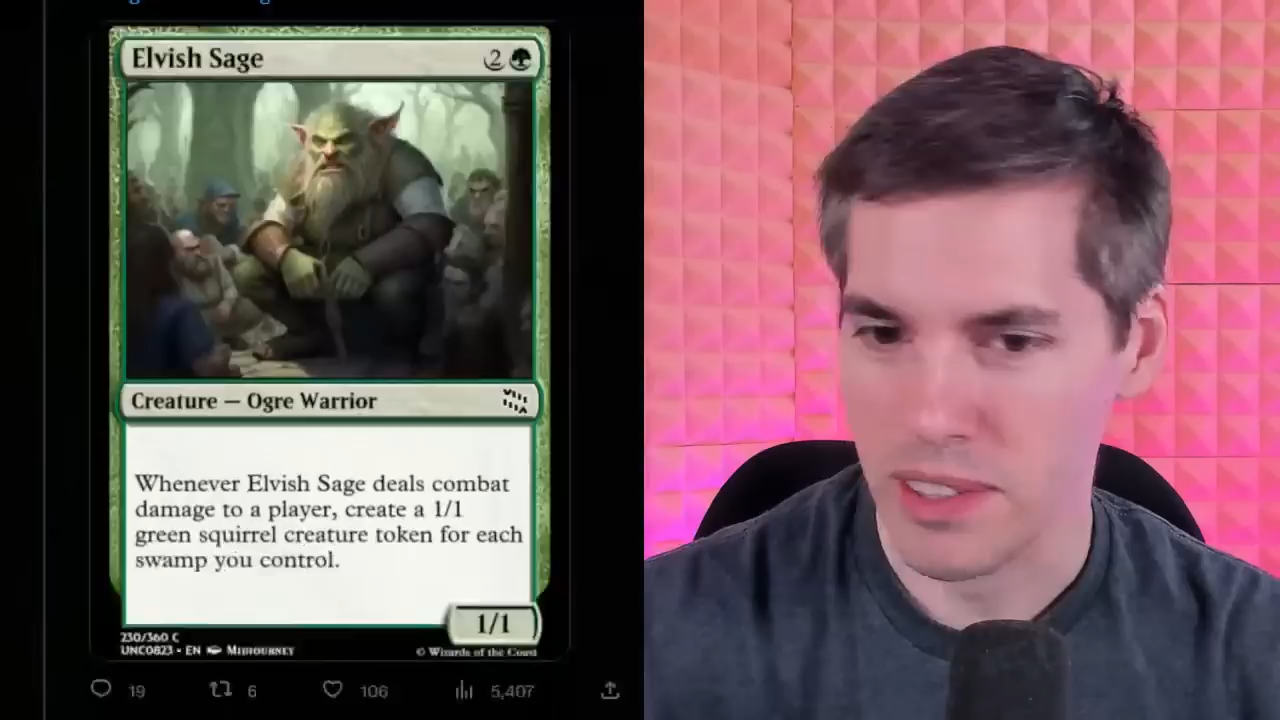 Elvish Sage 2
Creature — Ogre Warrior
Whenever Elvish Sage deals combat
damage to a player, create a 1/1
green squirrel creature token for each
swamp you control.
1/1
230/360 C
UNC0823 • EN MIDJOURNEY
© Wizards of the Coast
19 6 106 5,407